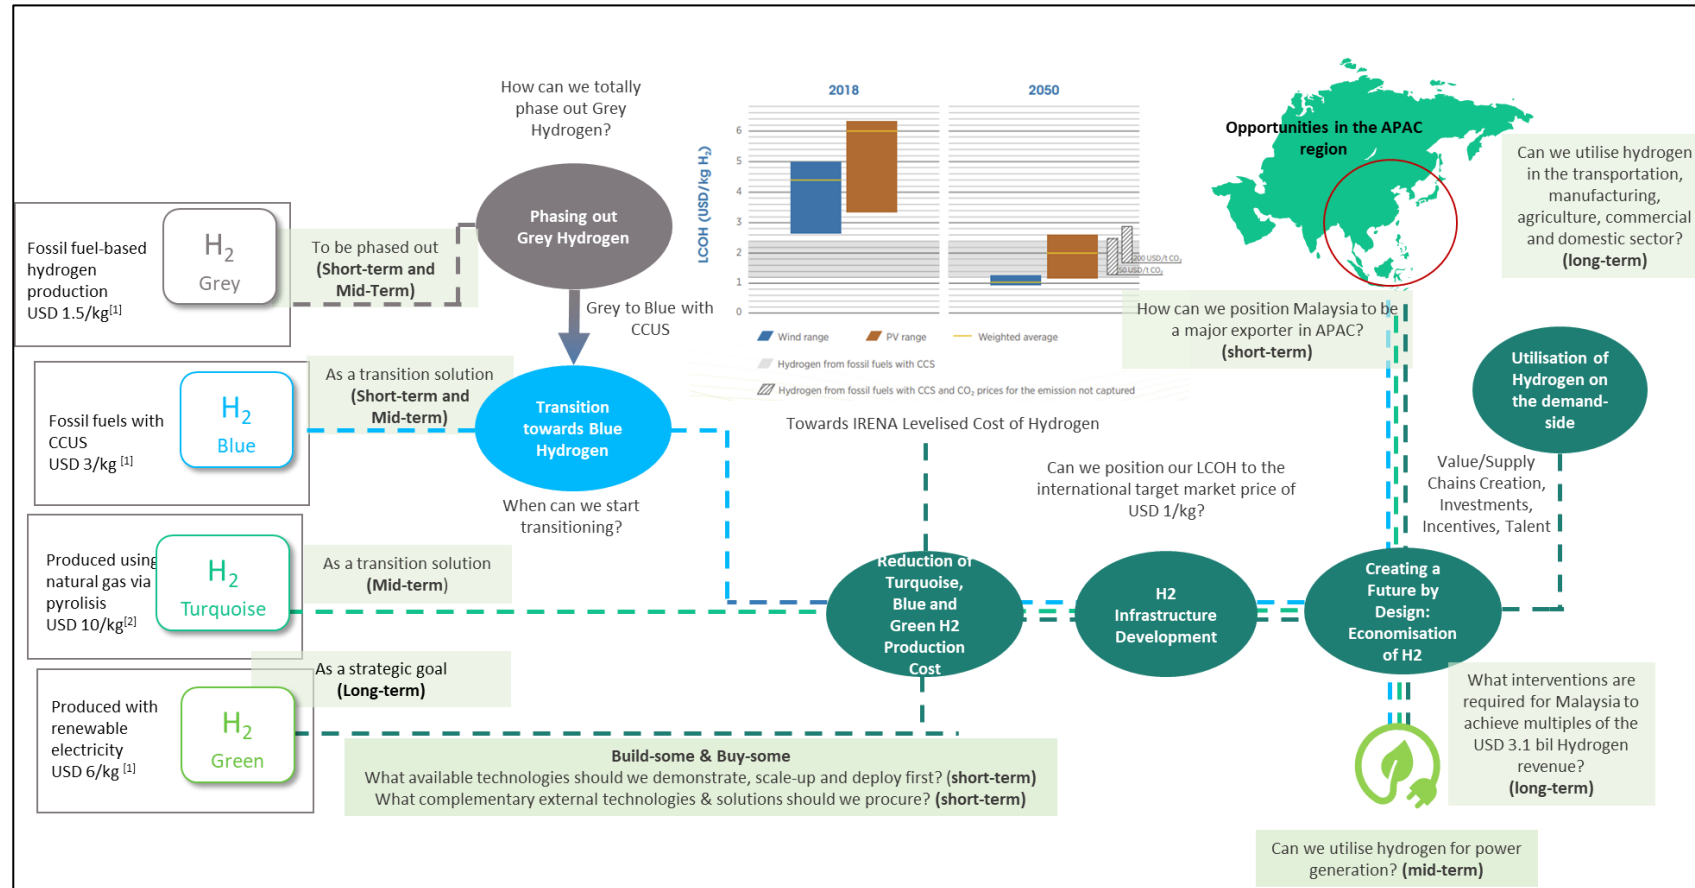 How can we totally
phase out Grey
Hydrogen?
Phasing out
Grey Hydrogen
Fossil fuel-based
hydrogen
production
USD 1.5/kg[1]
H2
Grey
To be phased out
(Short-term and
Mid-Term)
Grey to Blue with
CCUS
Fossil fuels with
CCUS
USD 3/kg [1]
H2
Blue
As a transition solution
(Short-term and
Mid-term)
Transition
towards Blue
Hydrogen
When can we start
transitioning?
Produced using
natural gas via
pyrolisis
USD 10/kg[2]
H2
Turquoise
As a transition solution
(Mid-term)
Produced with
renewable
electricity
USD 6/kg [1]
H2
Green
As a strategic goal
(Long-term)
Build-some & Buy-some
What available technologies should we demonstrate, scale-up and deploy first? (short-term)
What complementary external technologies & solutions should we procure? (short-term)
2018
2050
LCOH (USD/kg H2)
6
5
4
3
2
1
0
200 USD/t CO2
50 USD/t CO2
Wind range
PV range
Weighted average
Hydrogen from fossil fuels with CCS
Hydrogen from fossil fuels with CCS and CO2 prices for the emission not captured
Towards IRENA Levelised Cost of Hydrogen
Can we position our LCOH to the
international target market price of
USD 1/kg?
Reduction of
Turquoise,
Blue and
Green H2
Production
Cost
H2
Infrastructure
Development
Creating a
Future by
Design:
Economisation
of H2
Opportunities in the APAC
region
How can we position Malaysia to be
a major exporter in APAC?
(short-term)
Can we utilise hydrogen
in the transportation,
manufacturing,
agriculture, commercial
and domestic sector?
(long-term)
Utilisation of
Hydrogen on
the demand-
side
Value/Supply
Chains Creation,
Investments,
Incentives, Talent
What interventions are
required for Malaysia to
achieve multiples of the
USD 3.1 bil Hydrogen
revenue?
(long-term)
Can we utilise hydrogen for power
generation? (mid-term)